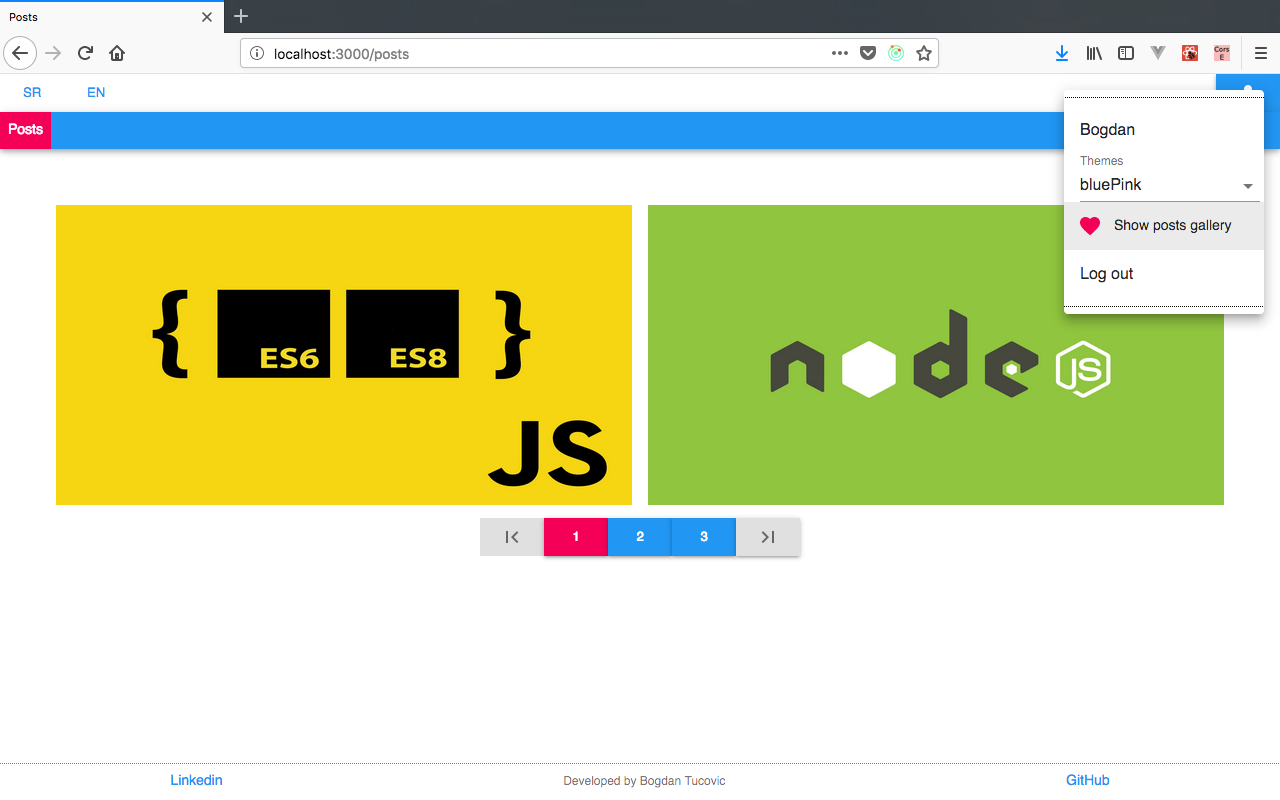 Posts
localhost:3000/posts
Cors
E
SR
EN
Posts
Bogdan
Themes
bluePink
Show posts gallery
Log out
{ ES6 ES8 }
JS
node JS
1
2
3
Linkedin
Developed by Bogdan Tucovic
GitHub